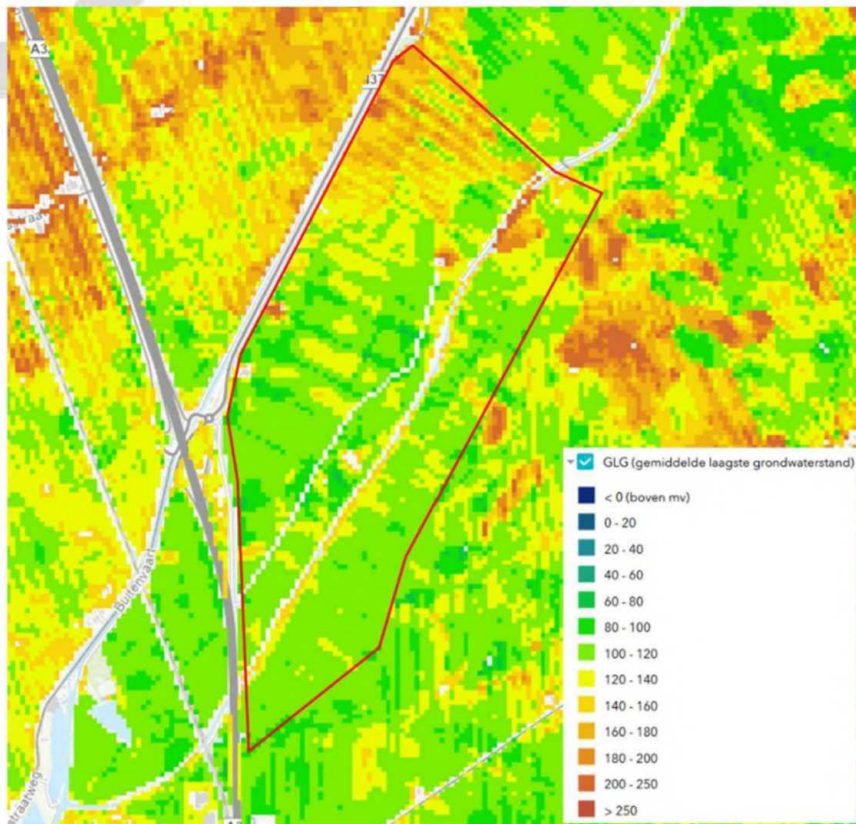 A3
Buitenvaart
straatweg
GLG (gemiddelde laagste grondwaterstand)
< 0 (boven mv)
0 - 20
20 - 40
40 - 60
60 - 80
80 - 100
100 - 120
120 - 140
140 - 160
160 - 180
180 - 200
200 - 250
> 250